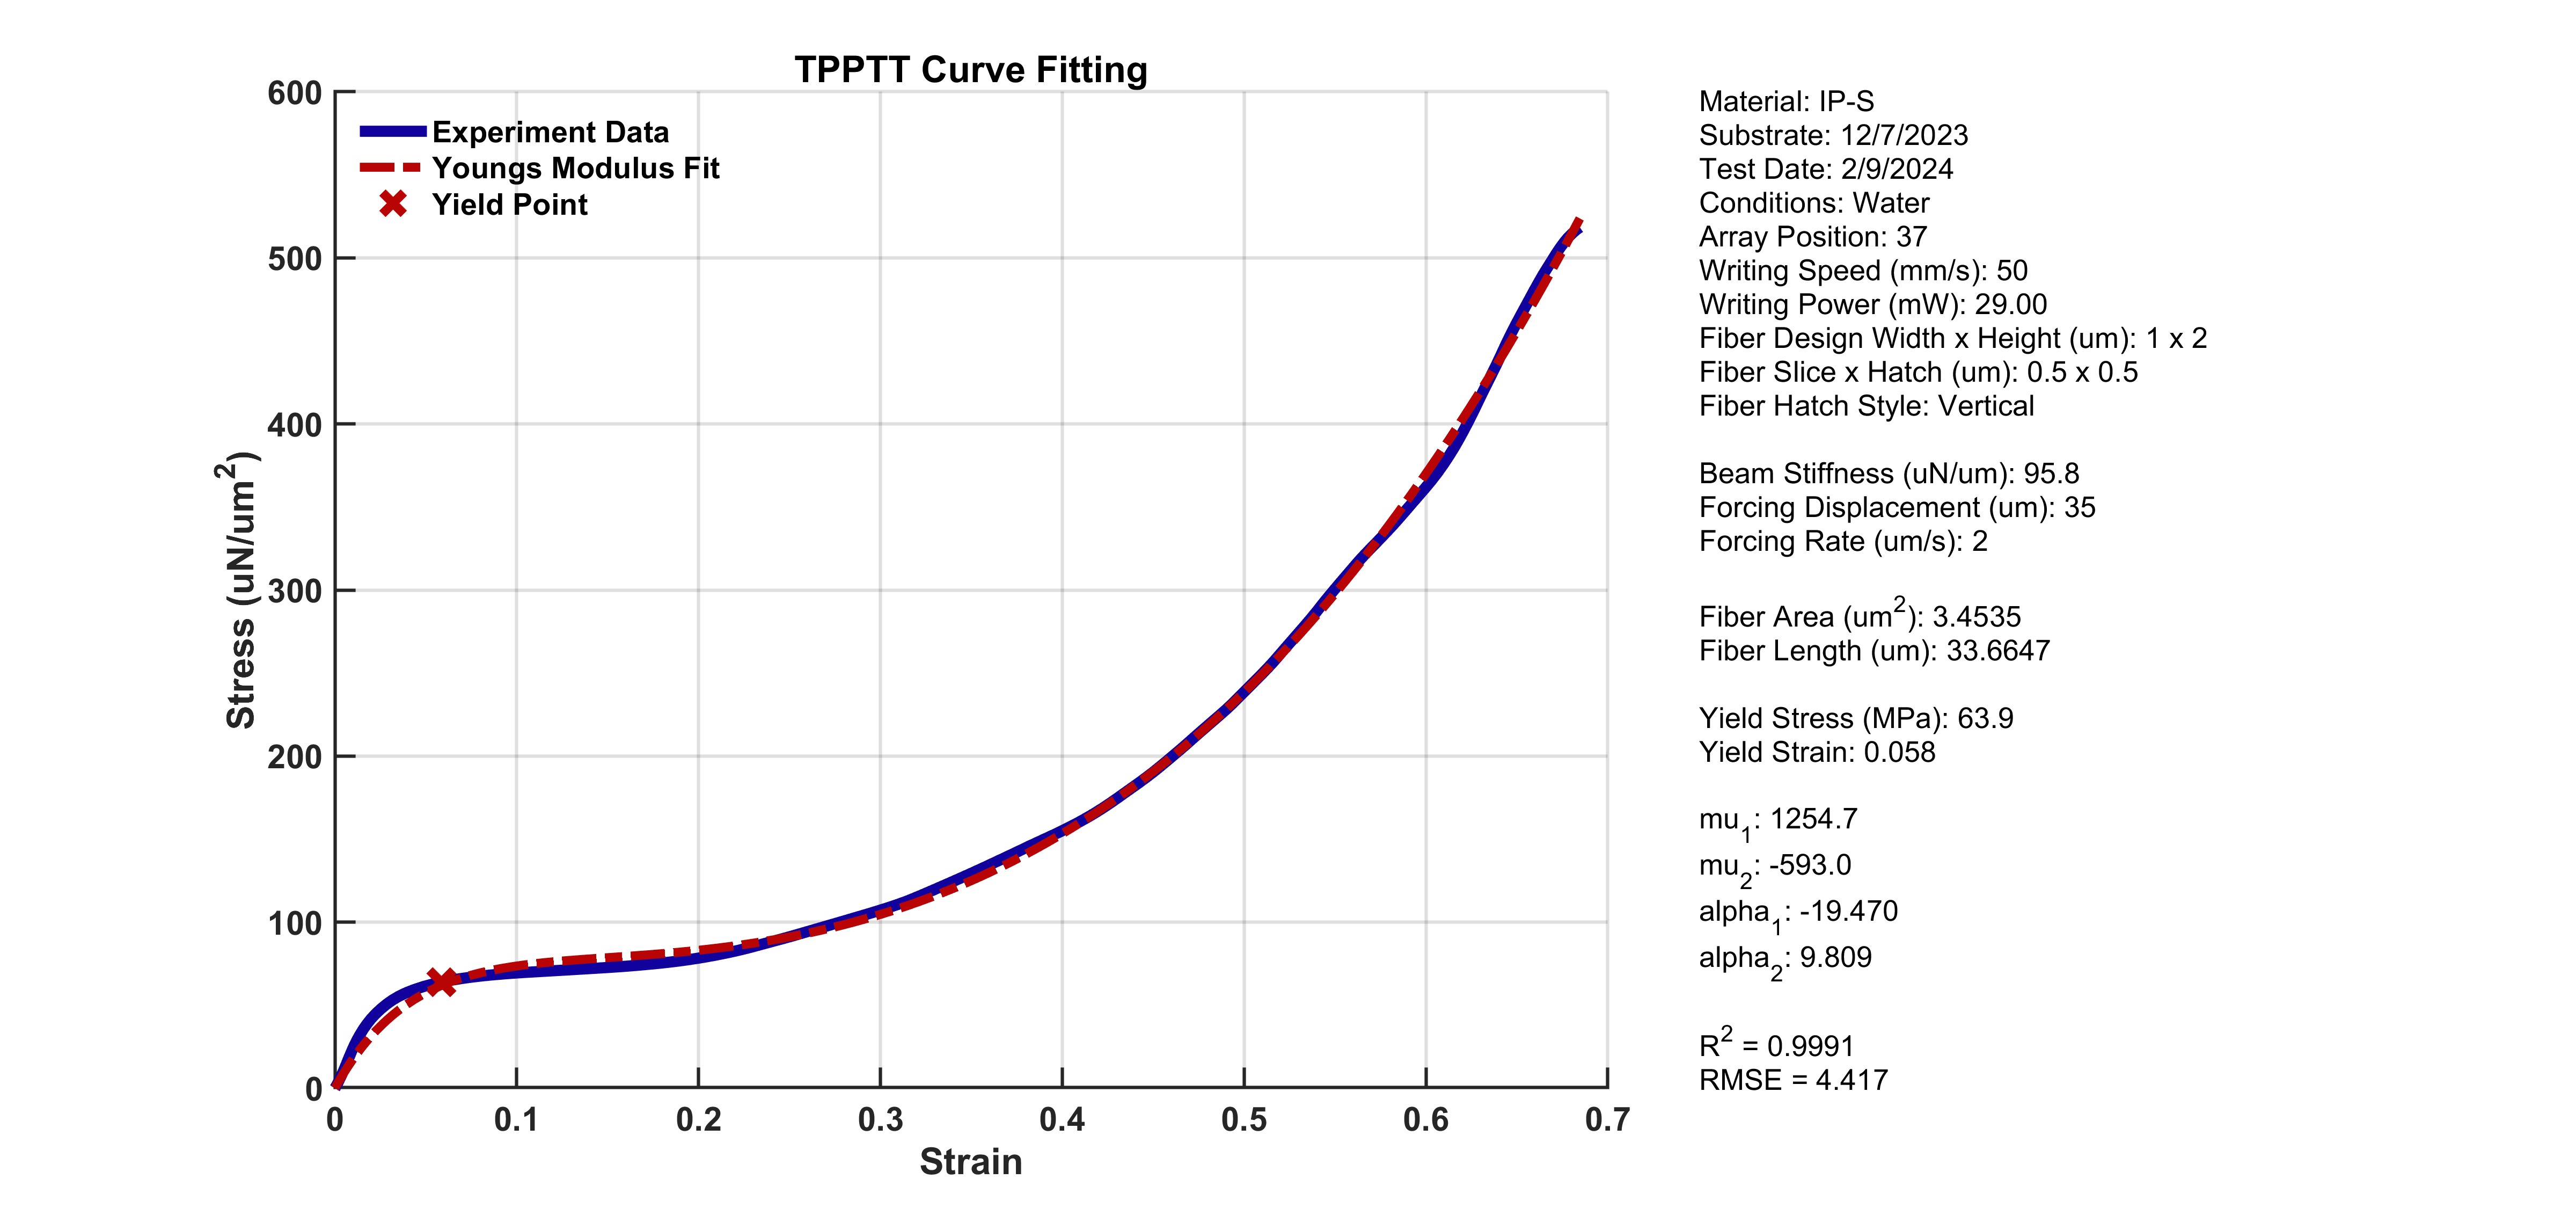 TPPTT Curve Fitting
600
500
400
300
200
100
0
Stress (uN/um²)
Experiment Data
Youngs Modulus Fit
Yield Point
0 0.1 0.2 0.3 0.4 0.5 0.6 0.7
Strain
Material: IP-S
Substrate: 12/7/2023
Test Date: 2/9/2024
Conditions: Water
Array Position: 37
Writing Speed (mm/s): 50
Writing Power (mW): 29.00
Fiber Design Width x Height (um): 1 x 2
Fiber Slice x Hatch (um): 0.5 x 0.5
Fiber Hatch Style: Vertical
Beam Stiffness (uN/um): 95.8
Forcing Displacement (um): 35
Forcing Rate (um/s): 2
Fiber Area (um²): 3.4535
Fiber Length (um): 33.6647
Yield Stress (MPa): 63.9
Yield Strain: 0.058
mu₁: 1254.7
mu₂: -593.0
alpha₁: -19.470
alpha₂: 9.809
R² = 0.9991
RMSE = 4.417